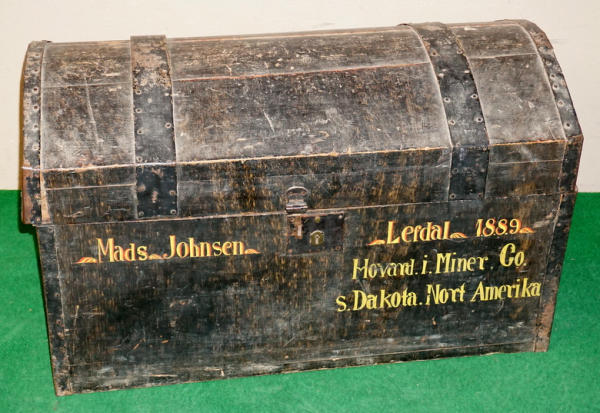 Mads Johnsen
Lerdal 1889
Hovard. i. Miner. Co.
s. Dakota. Nort Amerika